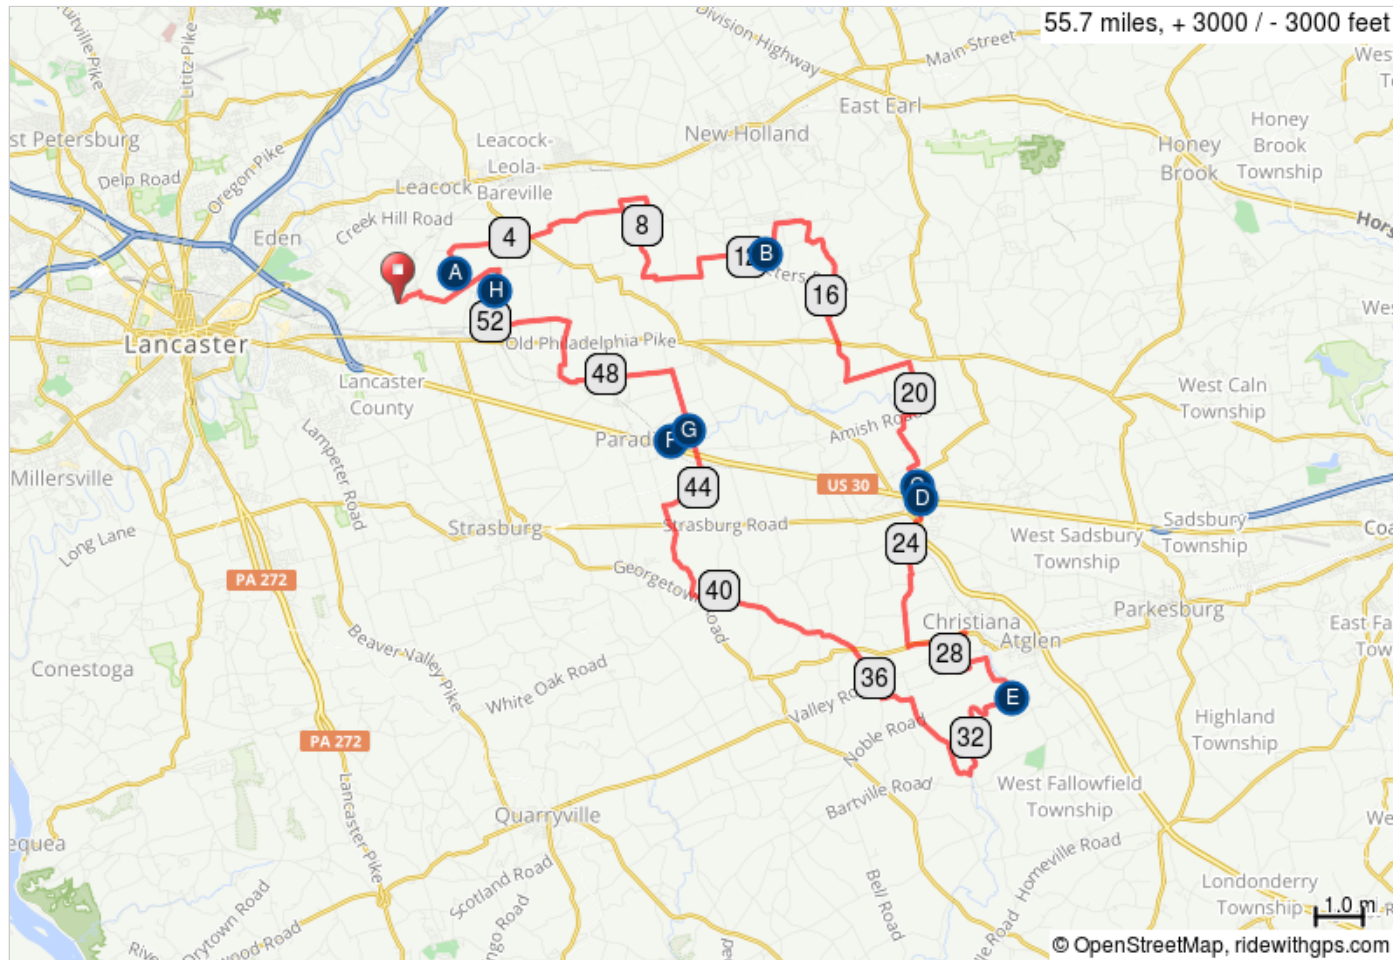 55.7 miles, + 3000 / - 3000 feet
Lititz Pike
Division Highway
Main Street
East Earl
New Holland
Honey
Brook
Township
Honey
Brook
Leacock-
Leola-
Bareville
Delp Road
Oregon Pike
Leacock
Creek Hill Road
Eden
4
8
12
B
A
H
16
52
Old Philadelphia Pike
Lancaster
48
Lancaster
County
20
West Caln
Township
Amish Road
G
Lampeter Road
Millersville
44
US 30
D
Strasburg
Strasburg Road
Long Lane
24
West Sadsbury
Township
Sadsbury
Township
PA 272
Georgetown Road
40
Christiana
Atglen
Parkesburg
Beaver Valley Pike
28
Conestoga
White Oak Road
36
E
Valley Road
Noble Road
32
Highland
Township
PA 272
Bartville Road
West Fallowfield
Township
Lancaster Pike
Quarryville
Scotland Road
Bell Road
Homeville Road
Londonderry
Township
Drytown Road
1.0 m
© OpenStreetMap, ridewithgps.com